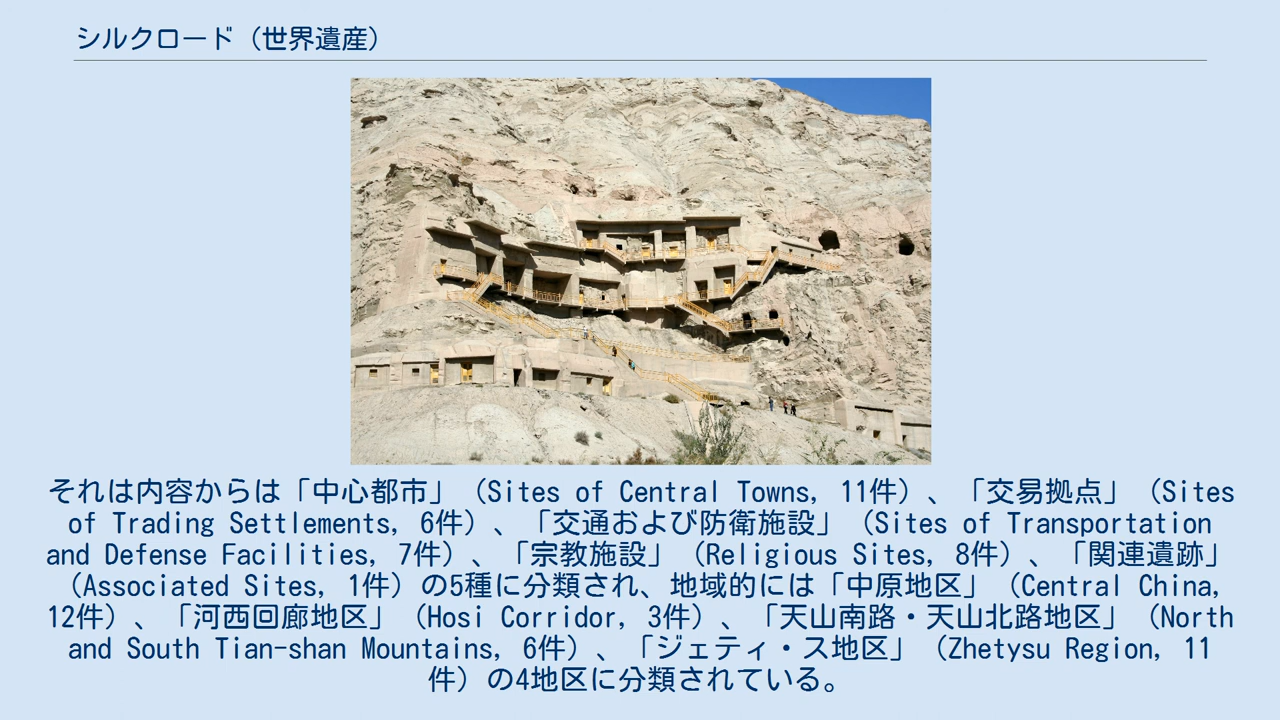 シルクロード（世界遺産）
それは内容からは「中心都市」（Sites of Central Towns, 11件）、「交易拠点」（Sites
of Trading Settlements, 6件）、「交通および防衛施設」（Sites of Transportation
and Defense Facilities, 7件）、「宗教施設」（Religious Sites, 8件）、「関連遺跡」
（Associated Sites, 1件）の5種に分類され、地域的には「中原地区」（Central China,
12件）、「河西回廊地区」（Hosi Corridor, 3件）、「天山南路・天山北路地区」（North
and South Tian-shan Mountains, 6件）、「ジェティ・ス地区」（Zhetysu Region, 11
件）の4地区に分類されている。